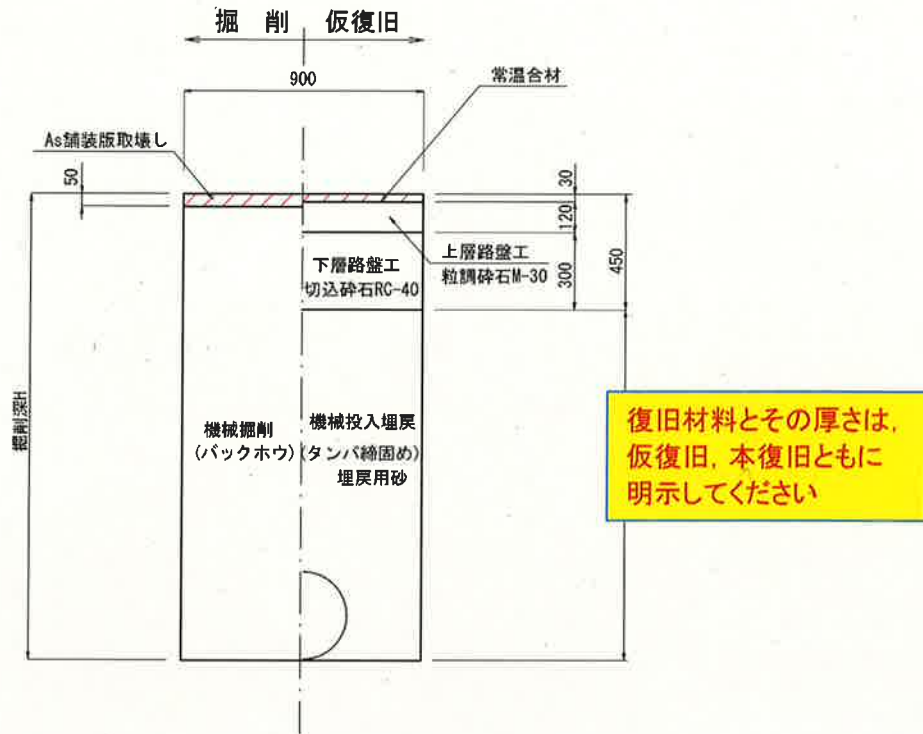 掘 削 仮復旧
900
常温合材
As舗装版取壊し
50
30
120
300
450
上層路盤工
粒調砕石M-30
下層路盤工
切込砕石RC-40
掘削深H
機械掘削
(バックホウ)
機械投入埋戻
(タンパ締固め)
埋戻用砂
復旧材料とその厚さは,
仮復旧, 本復旧ともに
明示してください